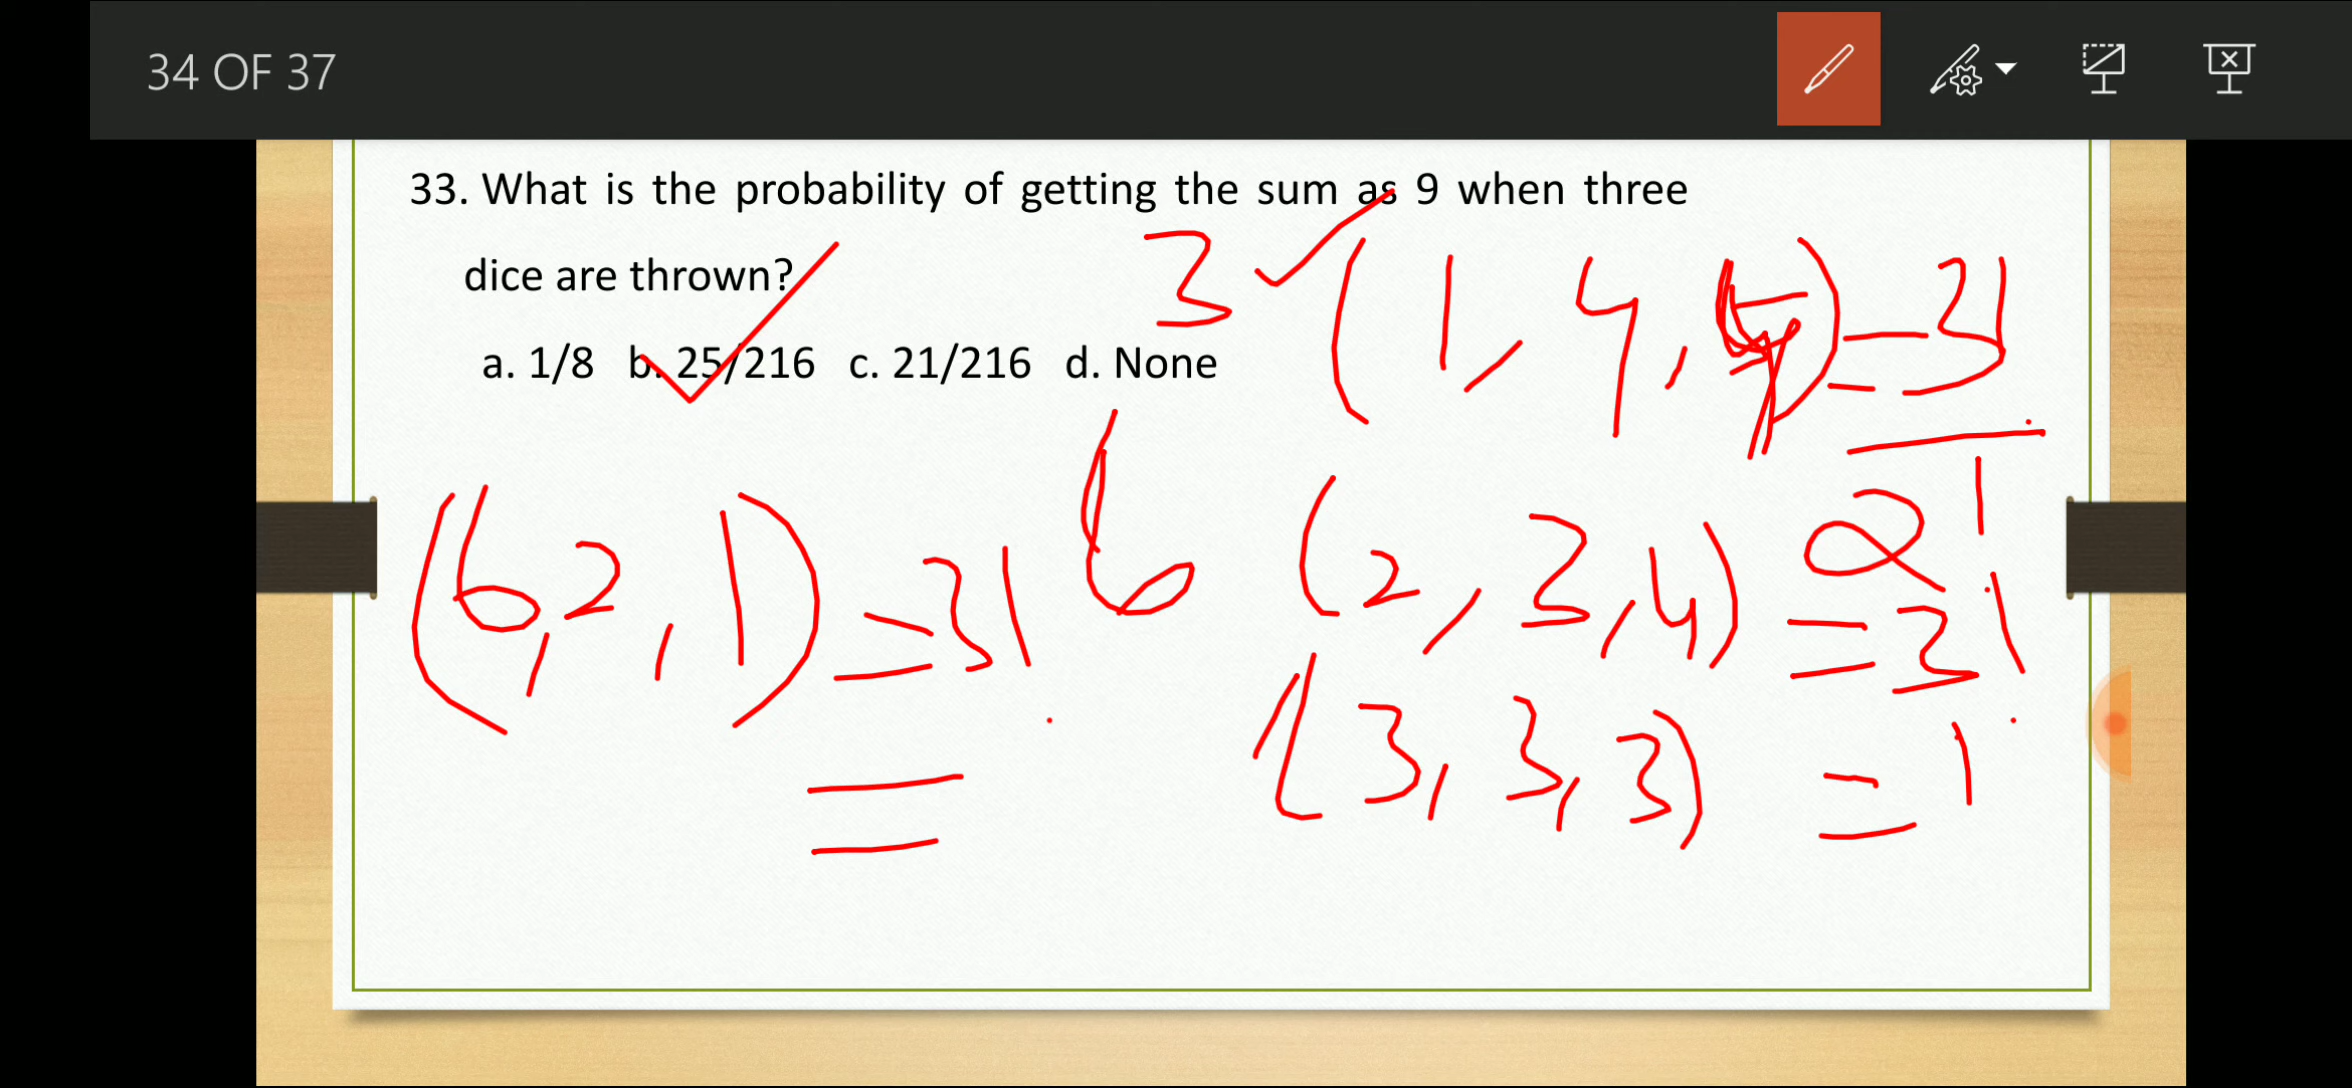 34 OF 37
33. What is the probability of getting the sum as 9 when three
dice are thrown?
a. 1/8 b. 25/216 c. 21/216 d. None
3 (1, 4, 4) = 3!
2!
(6, 2, 1) = 3! 6 (2, 3, 4) = 3!
(3, 3, 3) = 1